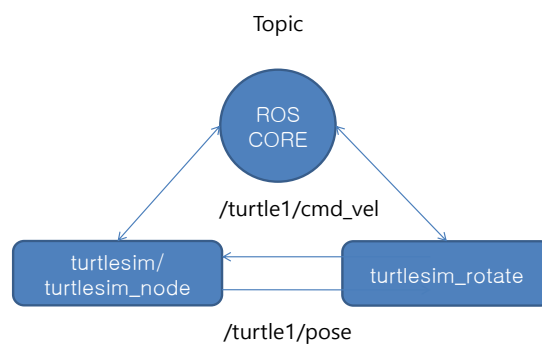 Topic
ROS
CORE
/turtle1/cmd_vel
turtlesim/
turtlesim_node
turtlesim_rotate
/turtle1/pose